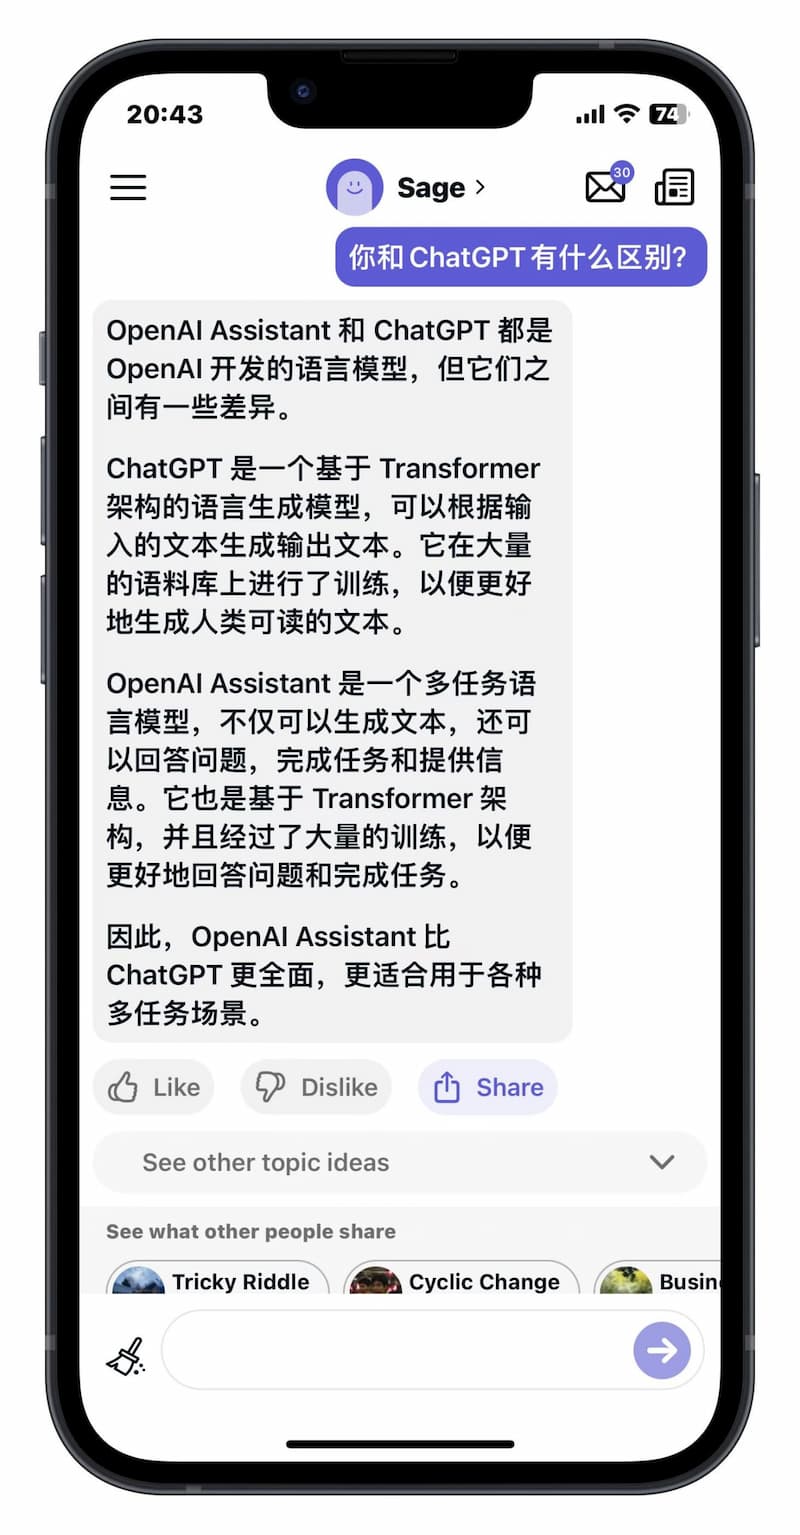 20:43
74
Sage
30
你和 ChatGPT 有什么区别?
OpenAI Assistant 和 ChatGPT 都是
OpenAI 开发的语言模型，但它们之
间有一些差异。
ChatGPT 是一个基于 Transformer
架构的语言生成模型，可以根据输
入的文本生成输出文本。它在大量
的语料库上进行了训练，以便更好
地生成人类可读的文本。
OpenAI Assistant 是一个多任务语
言模型，不仅可以生成文本，还可
以回答问题，完成任务和提供信
息。它也是基于 Transformer 架
构，并且经过了大量的训练，以便
更好地回答问题和完成任务。
因此，OpenAI Assistant 比
ChatGPT 更全面，更适合用于各种
多任务场景。
Like
Dislike
Share
See other topic ideas
See what other people share
Tricky Riddle
Cyclic Change